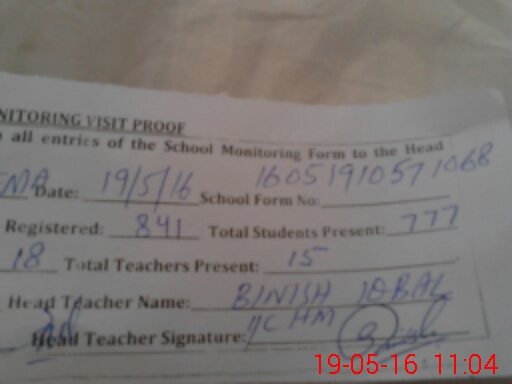 NITORING VISIT PROOF
all entries of the School Monitoring Form to the Head
EMA Date: 19/5/16 School Form No: 16051910571068
Registered: 841 Total Students Present: 777
18 Total Teachers Present: 15
Head Teacher Name: BINISH IQBAL
Head Teacher Signature: I/C HM
19-05-16 11:04